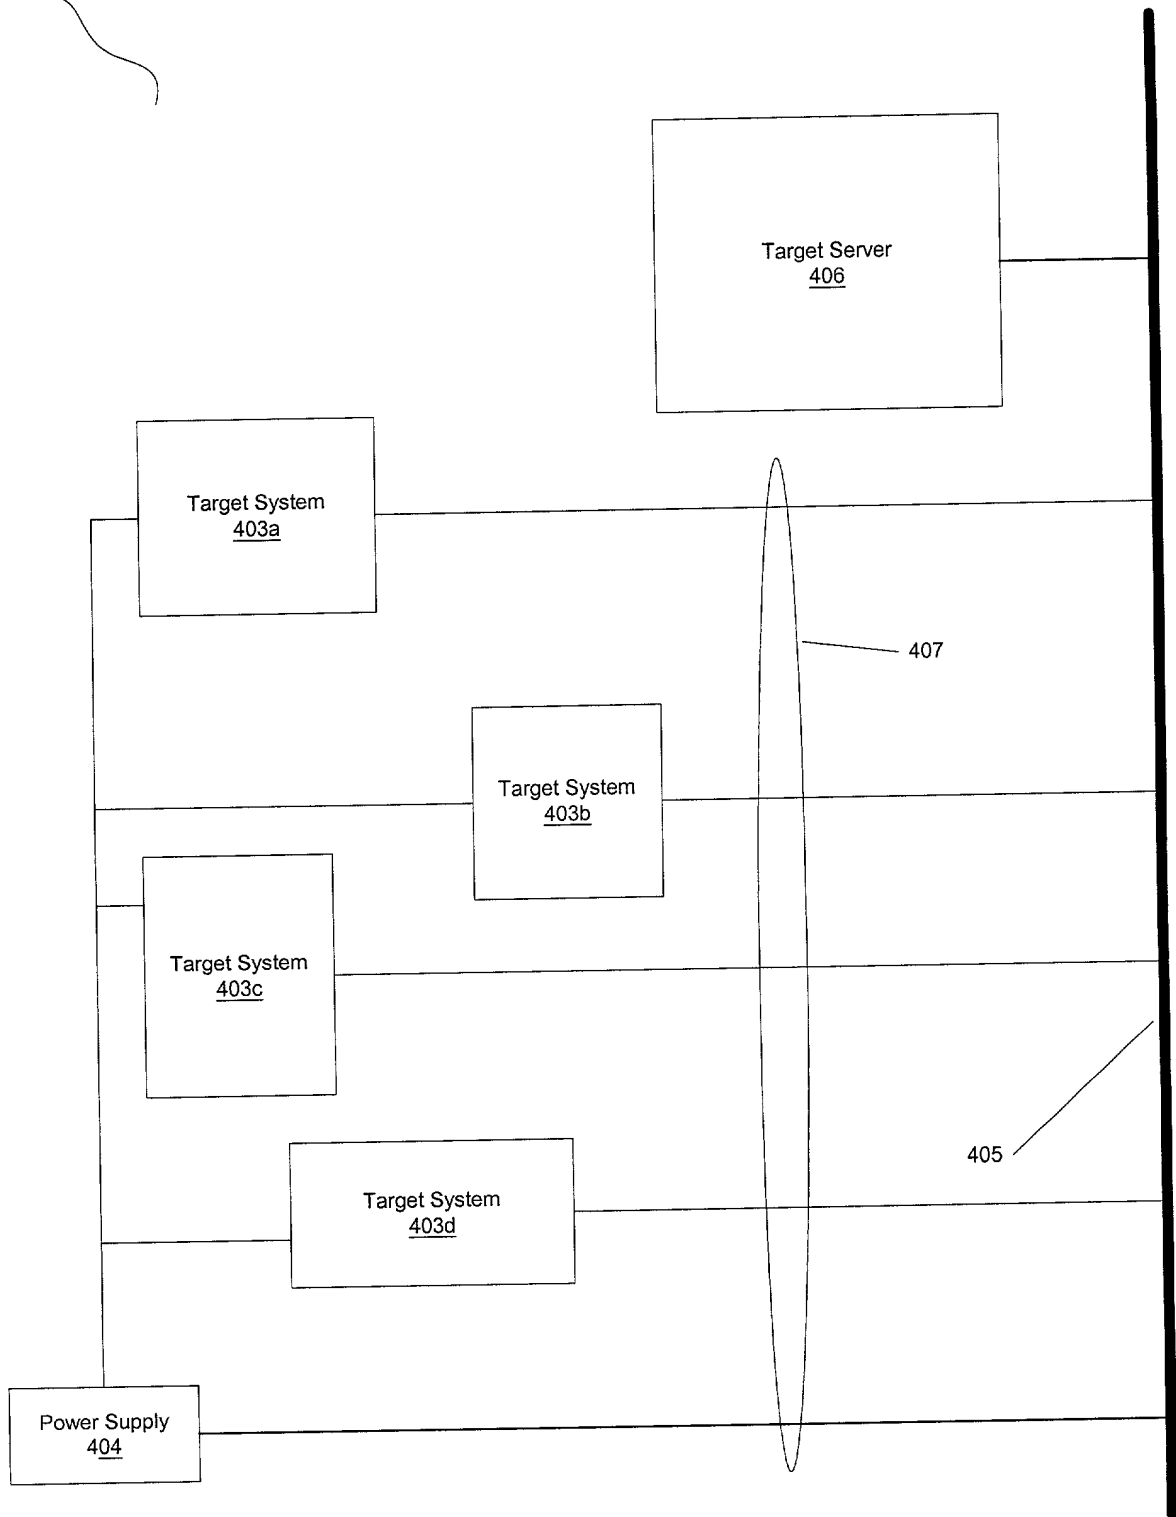 Target Server
406
Target System
403a
407
Target System
403b
Target System
403c
405
Target System
403d
Power Supply
404